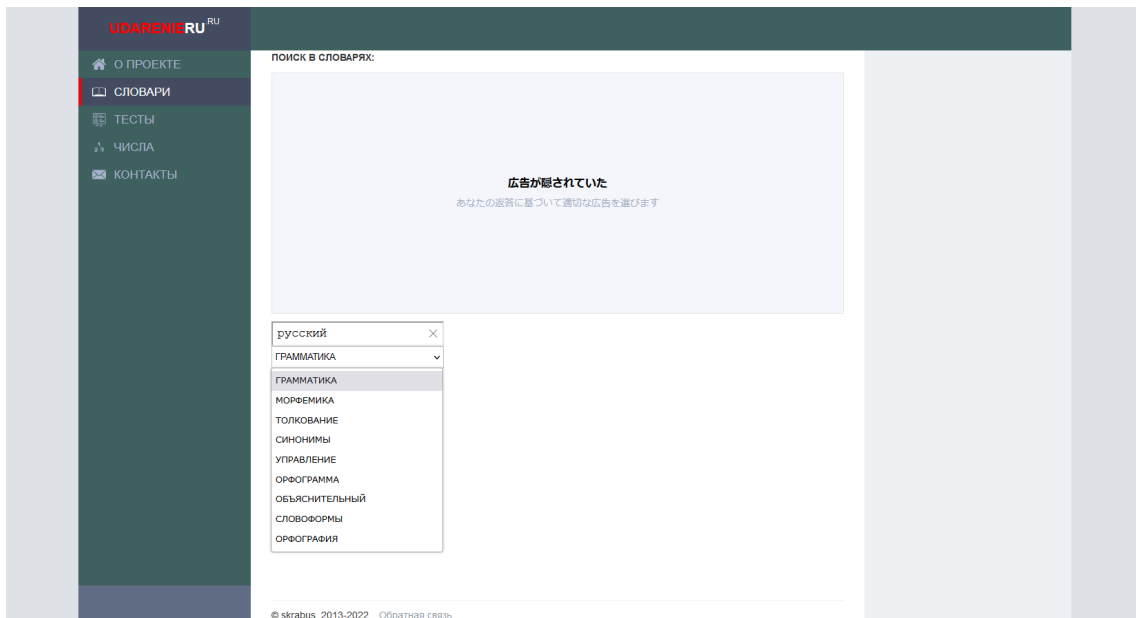 UDARENIERU RU
О ПРОЕКТЕ
СЛОВАРИ
ТЕСТЫ
ЧИСЛА
КОНТАКТЫ
ПОИСК В СЛОВАРЯХ:
広告が隠されていた
あなたの返答に基づいて適切な広告を選びます
русский
ГРАММАТИКА
ГРАММАТИКА
МОРФЕМИКА
ТОЛКОВАНИЕ
СИНОНИМЫ
УПРАВЛЕНИЕ
ОРФОГРАММА
ОБЪЯСНИТЕЛЬНЫЙ
СЛОВОФОРМЫ
ОРФОГРАФИЯ
© skrabus, 2013-2022 Обратная связь